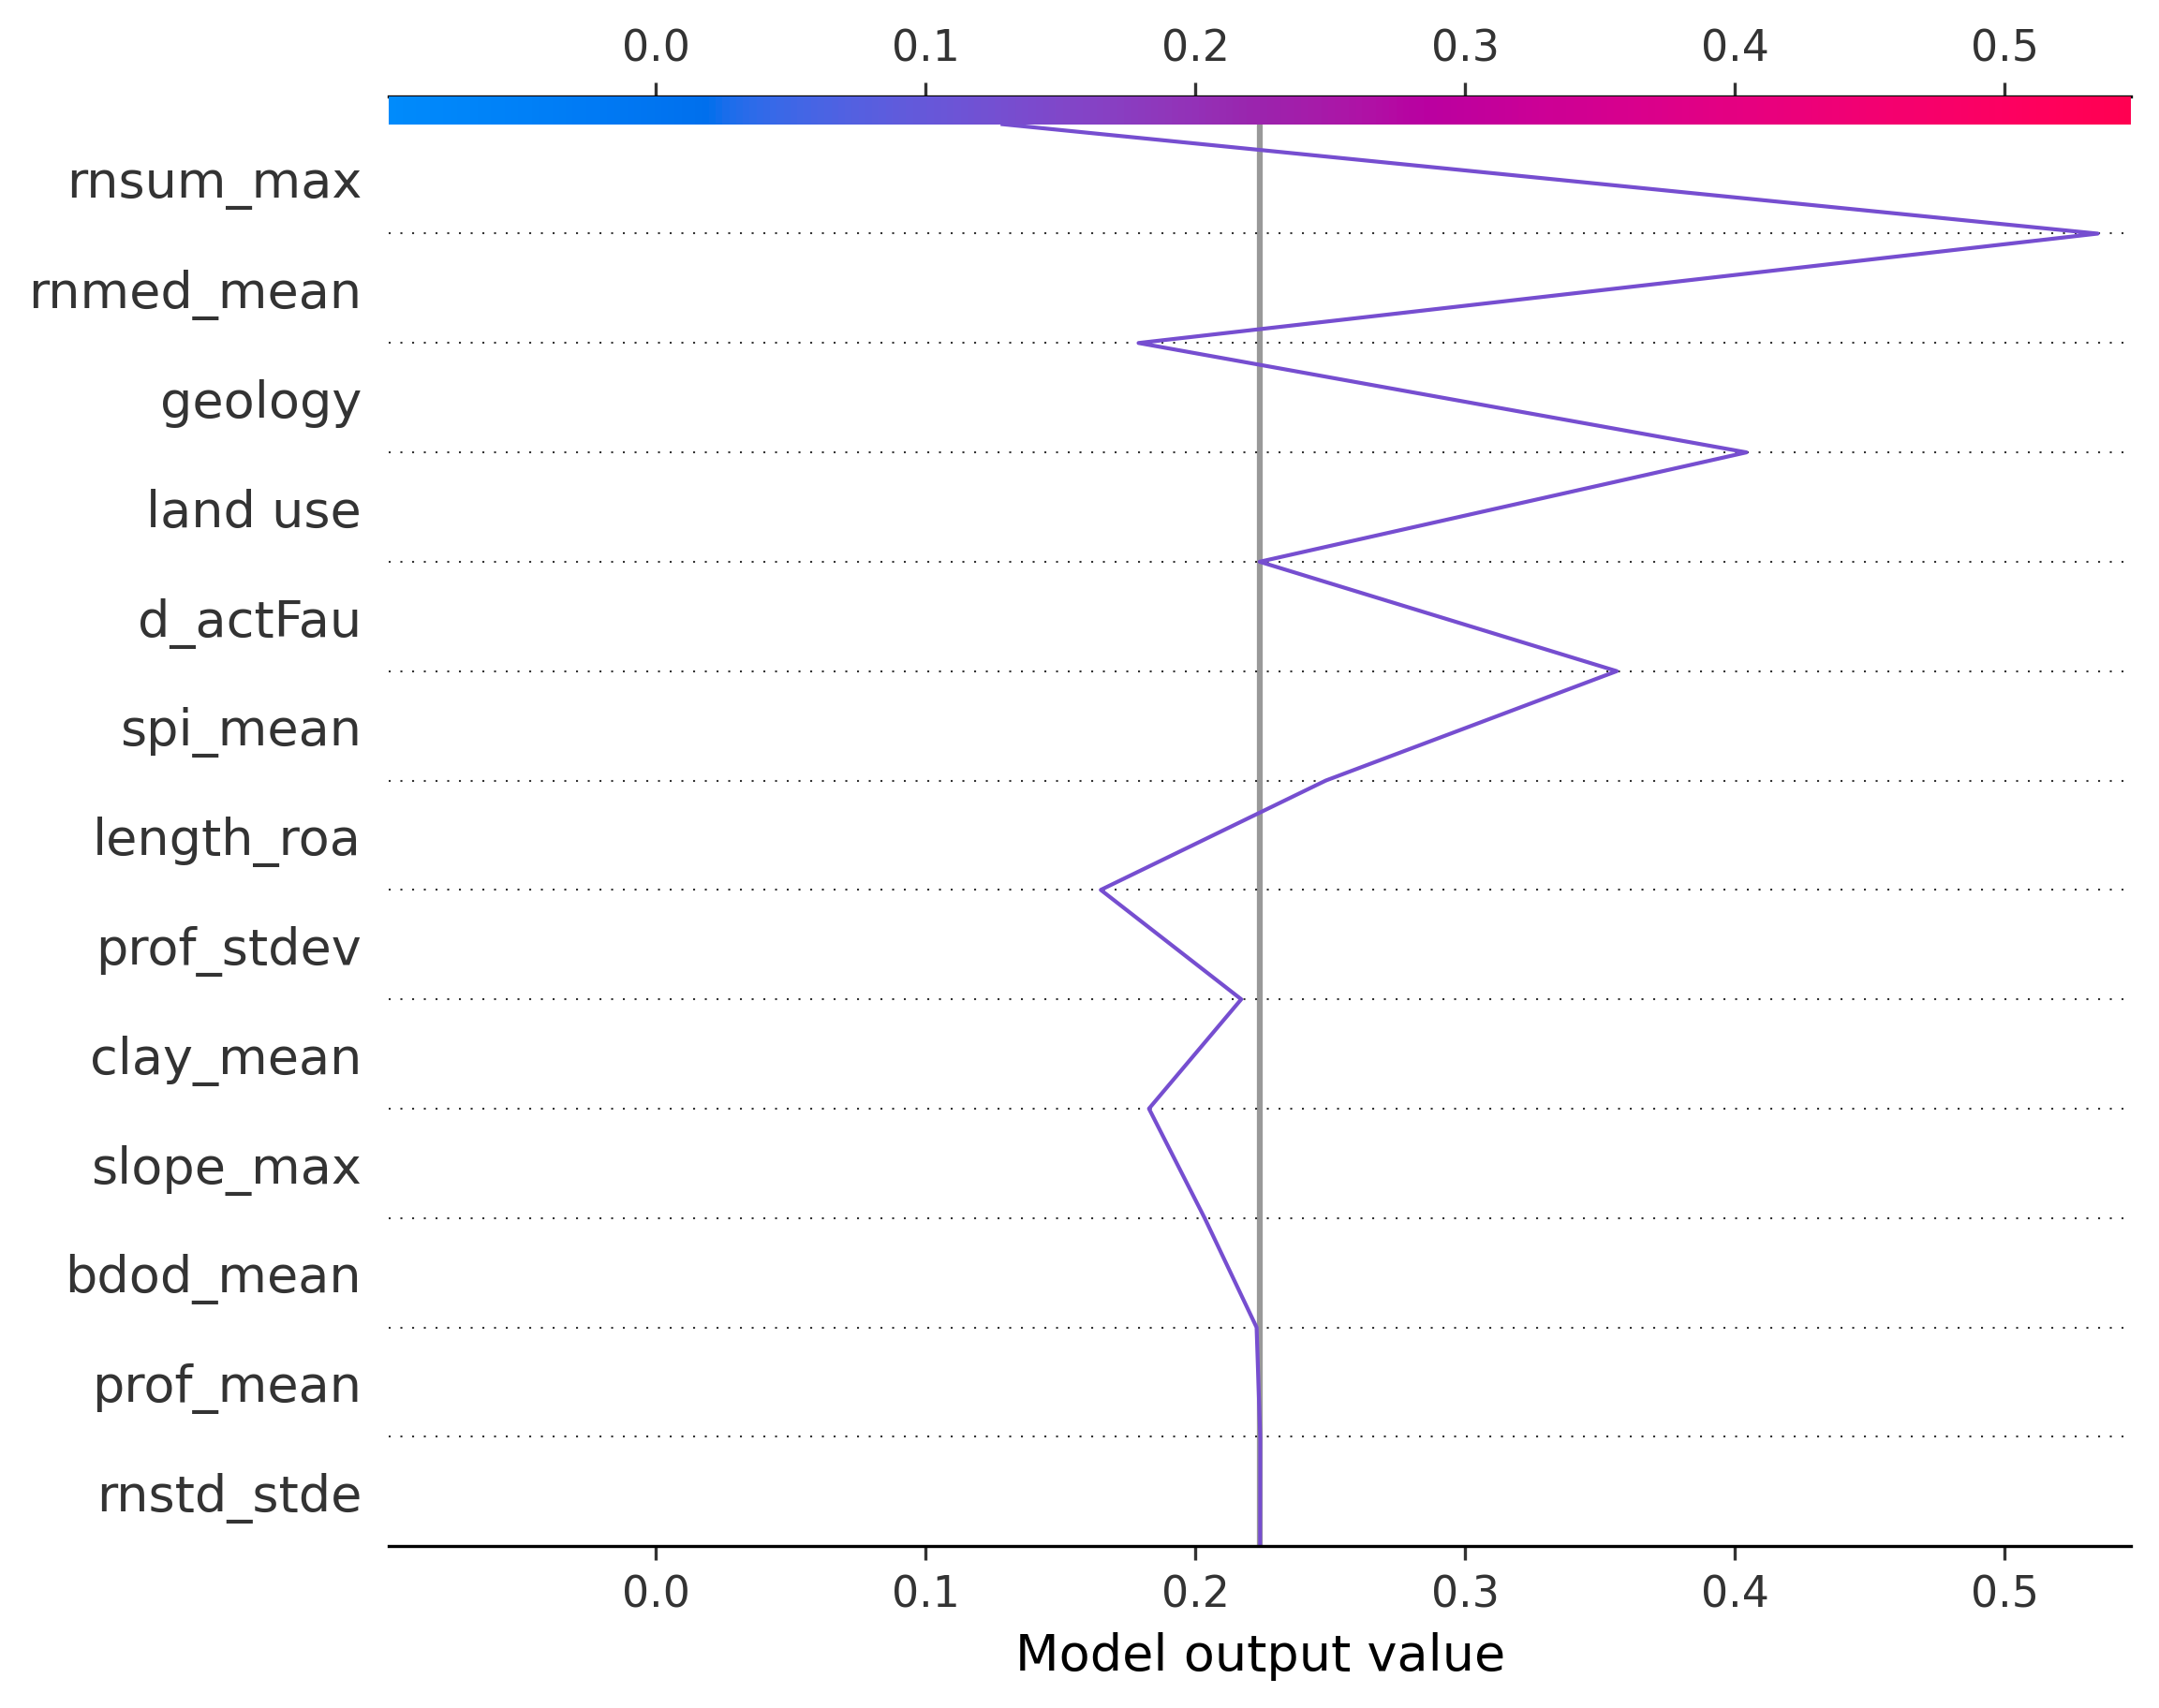 0.0 0.1 0.2 0.3 0.4 0.5
rnsum_max
rnmed_mean
geology
land use
d_actFau
spi_mean
length_roa
prof_stdev
clay_mean
slope_max
bdod_mean
prof_mean
rnstd_stde
0.0 0.1 0.2 0.3 0.4 0.5
Model output value